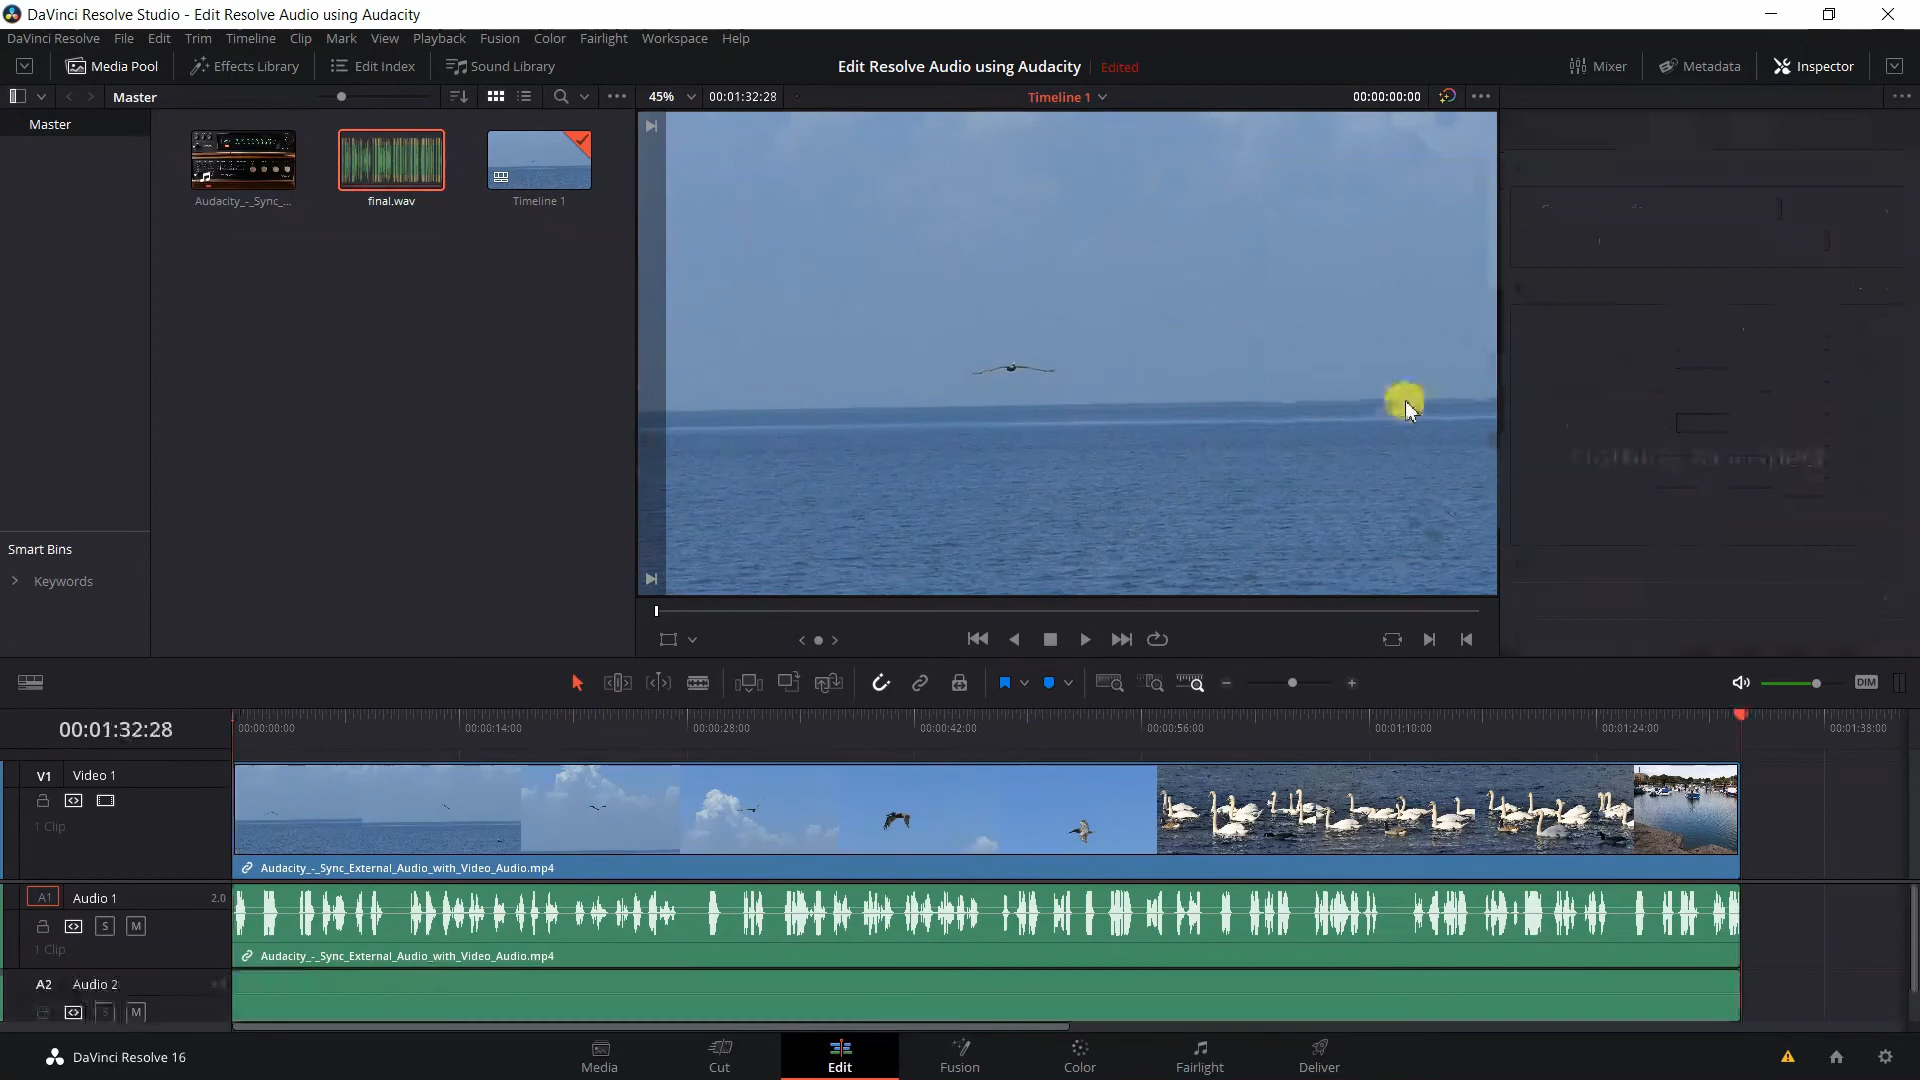 DaVinci Resolve Studio - Edit Resolve Audio using Audacity
DaVinci Resolve File Edit Trim Timeline Clip Mark View Playback Fusion Color Fairlight Workspace Help
Media Pool Effects Library Edit Index Sound Library Edit Resolve Audio using Audacity Edited Mixer Metadata Inspector
Master 45% 00:01:32:28 Timeline 1 00:00:00:00
Master
Audacity_-_Sync_... final.wav Timeline 1
Smart Bins
Keywords
DIM
00:01:32:28 00:00:00:00 00:00:14:00 00:00:28:00 00:00:42:00 00:00:56:00 00:01:10:00 00:01:24:00 00:01:38:00
V1 Video 1
1 Clip
Audacity_-_Sync_External_Audio_with_Video_Audio.mp4
A1 Audio 1 2.0
S M
1 Clip
Audacity_-_Sync_External_Audio_with_Video_Audio.mp4
A2 Audio 2
S M
DaVinci Resolve 16 Media Cut Edit Fusion Color Fairlight Deliver